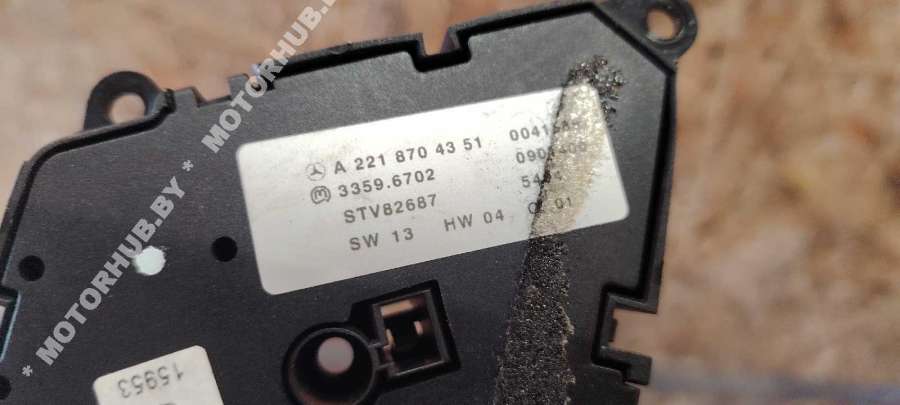 A 221 870 43 51
3359.6702
STV82687
SW 13 HW 04
15953
* MOTORHUB.BY * MOTORHUB.BY
* MOTORHUB.BY *